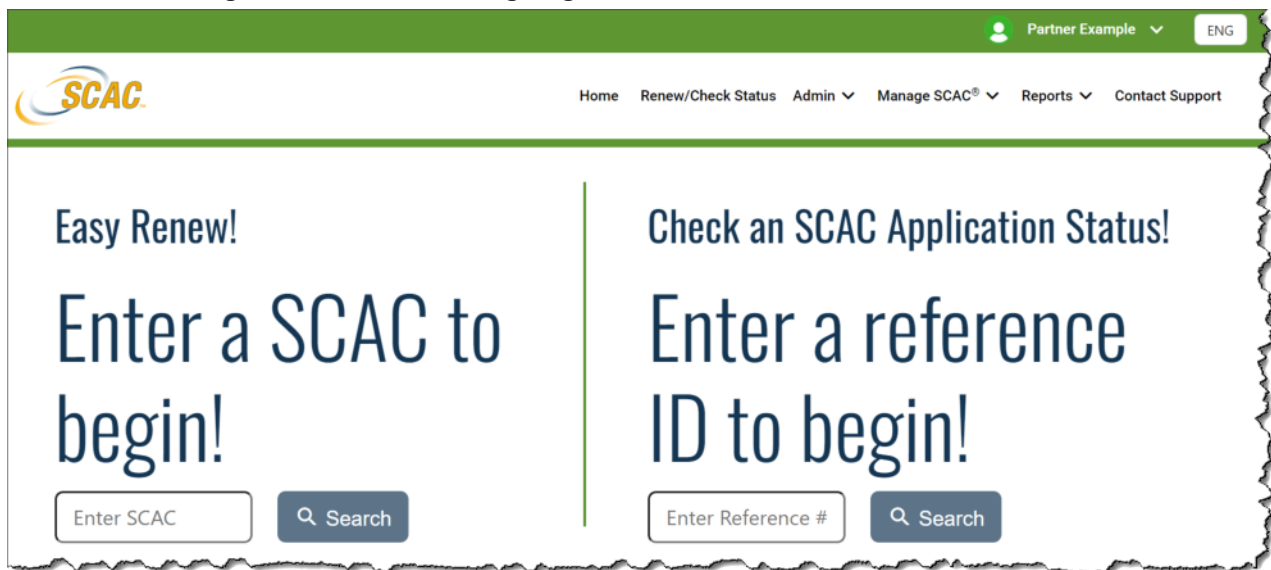 Partner Example
ENG
SCAC
Home Renew/Check Status Admin Manage SCAC® Reports Contact Support
Easy Renew!
Enter a SCAC to
begin!
Enter SCAC
Search
Check an SCAC Application Status!
Enter a reference
ID to begin!
Enter Reference #
Search